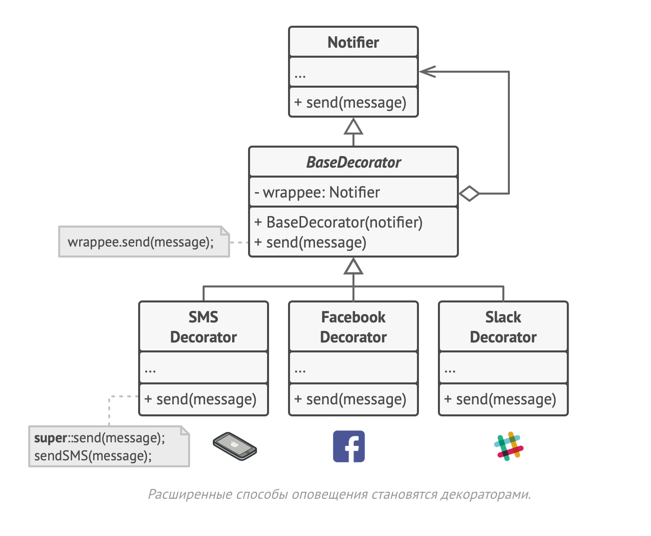 Notifier
...
+ send(message)
BaseDecorator
- wrappee: Notifier
+ BaseDecorator(notifier)
+ send(message)
wrappee.send(message);
SMS
Decorator
...
+ send(message)
Facebook
Decorator
...
+ send(message)
Slack
Decorator
...
+ send(message)
super::send(message);
sendSMS(message);
f
Расширенные способы оповещения становятся декораторами.